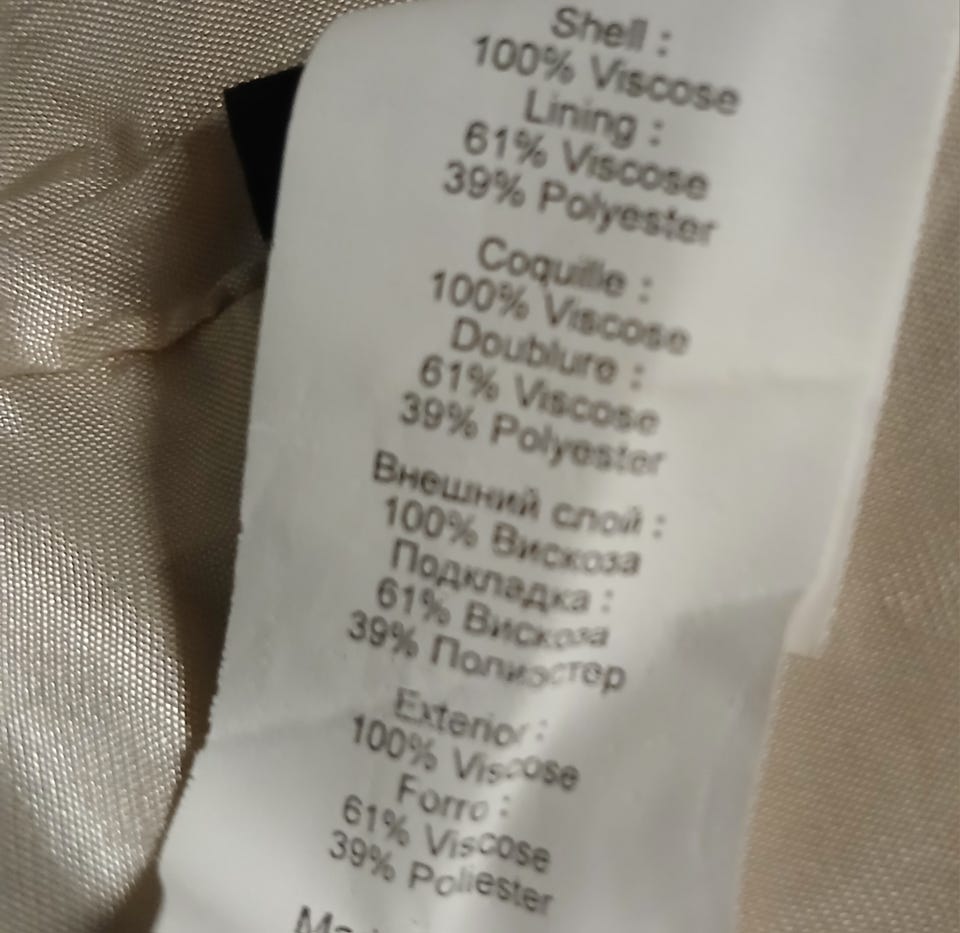 Shell :
100% Viscose
Lining :
61% Viscose
39% Polyester
Coquille :
100% Viscose
Doublure :
61% Viscose
39% Polyester
Внешний слой :
100% Вискоза
Подкладка :
61% Вискоза
39% Полиэстер
Exterior :
100% Viscose
Forro :
61% Viscose
39% Poliester